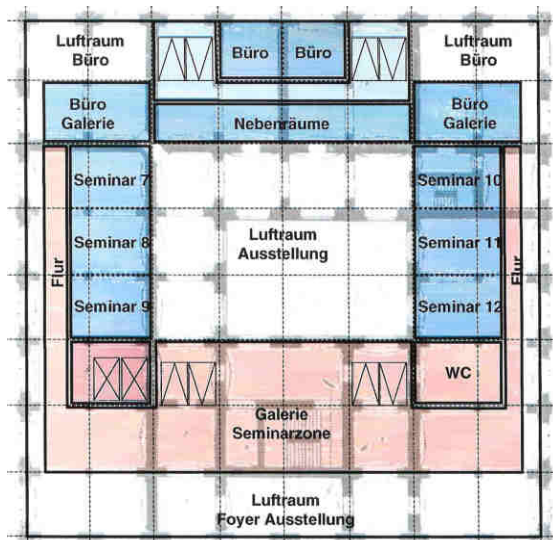 Luftraum
Büro
Büro
Büro
Luftraum
Büro
Büro
Galerie
Nebenräume
Büro
Galerie
Seminar 7
Seminar 10
Seminar 8
Luftraum
Ausstellung
Seminar 11
Flur
Flur
Seminar 9
Seminar 12
WC
Galerie
Seminarzone
Luftraum
Foyer Ausstellung